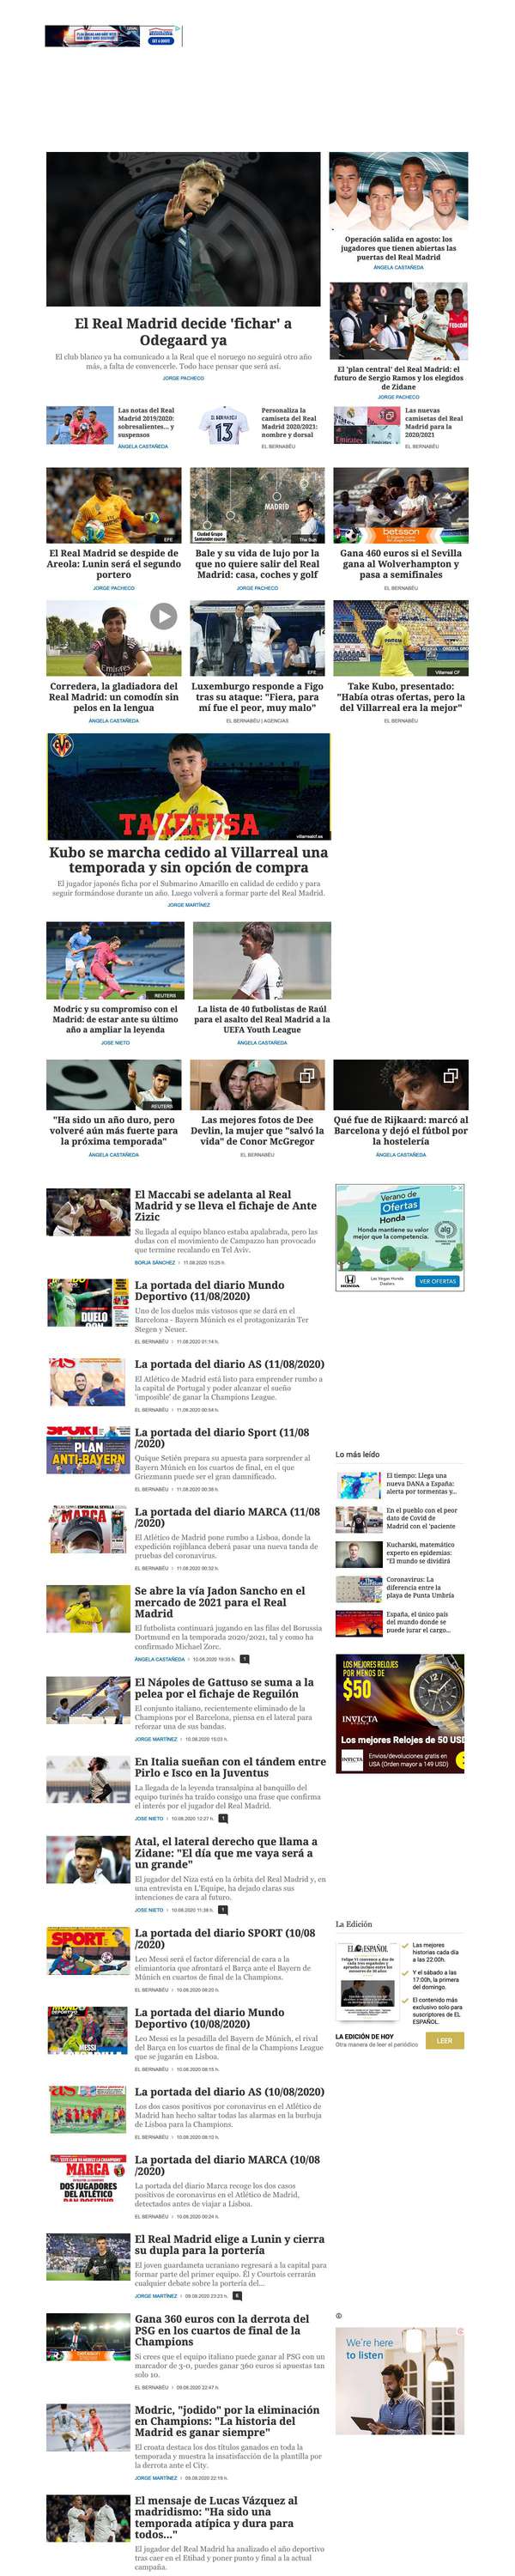 GET A QUOTE
El Real Madrid decide 'fichar' a
Odegaard ya
El club blanco ya ha comunicado a la Real que el noruego no seguirá otro año
más, a falta de convencerle. Todo hace pensar que será así.
JORGE PACHECO
Operación salida en agosto: los
jugadores que tienen abiertas las
puertas del Real Madrid
ÁNGELA CASTAÑEDA
El 'plan central' del Real Madrid: el
futuro de Sergio Ramos y los elegidos
de Zidane
JORGE PACHECO
Las notas del Real
Madrid 2019/2020:
sobresalientes... y
suspensos
ÁNGELA CASTAÑEDA
EL BERNABÉU
13
Personaliza la
camiseta del Real
Madrid 2020/2021:
nombre y dorsal
EL BERNABÉU
Las nuevas
camisetas del Real
Madrid para la
2020/2021
EL BERNABÉU
EFE
MADRID
The Sun
betsson
El Real Madrid se despide de
Areola: Lunin será el segundo
portero
JORGE PACHECO
Bale y su vida de lujo por la
que no quiere salir del Real
Madrid: casa, coches y golf
JORGE PACHECO
Gana 460 euros si el Sevilla
gana al Wolverhampton y
pasa a semifinales
EL BERNABÉU
EFE
Villarreal CF
Corredera, la gladiadora del
Real Madrid: un comodín sin
pelos en la lengua
ÁNGELA CASTAÑEDA
Luxemburgo responde a Figo
tras su ataque: "Fiera, para
mí fue el peor, muy malo"
EL BERNABÉU | AGENCIAS
Take Kubo, presentado:
"Había otras ofertas, pero la
del Villarreal era la mejor"
EL BERNABÉU
TAKEFUSA
villarrealcf.es
Kubo se marcha cedido al Villarreal una
temporada y sin opción de compra
El jugador japonés ficha por el Submarino Amarillo en calidad de cedido y para
seguir formándose durante un año. Luego volverá a formar parte del Real Madrid.
JORGE MARTÍNEZ
REUTERS
Modric y su compromiso con el
Madrid: de estar ante su último
año a ampliar la leyenda
JOSE NIETO
La lista de 40 futbolistas de Raúl
para el asalto del Real Madrid a la
UEFA Youth League
ÁNGELA CASTAÑEDA
REUTERS
"Ha sido un año duro, pero
volveré aún más fuerte para
la próxima temporada"
ÁNGELA CASTAÑEDA
Las mejores fotos de Dee
Devlin, la mujer que "salvó la
vida" de Conor McGregor
EL BERNABÉU
Qué fue de Rijkaard: marcó al
Barcelona y dejó el fútbol por
la hostelería
ÁNGELA CASTAÑEDA
El Maccabi se adelanta al Real
Madrid y se lleva el fichaje de Ante
Zizic
Su llegada al equipo blanco estaba apalabrada, pero las
dudas con el movimiento de Campazzo han provocado
que termine recalando en Tel Aviv.
BORJA SÁNCHEZ | 11.08.2020 15:25 h.
La portada del diario Mundo
Deportivo (11/08/2020)
Uno de los duelos más vistosos que se dará en el
Barcelona - Bayern Múnich es el protagonizarán Ter
Stegen y Neuer.
EL BERNABÉU | 11.08.2020 01:14 h.
La portada del diario AS (11/08/2020)
El Atlético de Madrid está listo para emprender rumbo a
la capital de Portugal y poder alcanzar el sueño
'imposible' de ganar la Champions League.
EL BERNABÉU | 11.08.2020 00:54 h.
SPORT
PLAN
ANTI-BAYERN
La portada del diario Sport (11/08
/2020)
Quique Setién prepara su apuesta para sorprender al
Bayern Múnich en los cuartos de final, en el que
Griezmann puede ser el gran damnificado.
EL BERNABÉU | 11.08.2020 00:38 h.
MARCA
La portada del diario MARCA (11/08
/2020)
El Atlético de Madrid pone rumbo a Lisboa, donde la
expedición rojiblanca deberá pasar una nueva tanda de
pruebas del coronavirus.
EL BERNABÉU | 11.08.2020 00:32 h.
Se abre la vía Jadon Sancho en el
mercado de 2021 para el Real
Madrid
El futbolista continuará jugando en las filas del Borussia
Dortmund en la temporada 2020/2021, tal y como ha
confirmado Michael Zorc.
ÁNGELA CASTAÑEDA | 10.08.2020 19:35 h. 1
El Nápoles de Gattuso se suma a la
pelea por el fichaje de Reguilón
El conjunto italiano, recientemente eliminado de la
Champions por el Barcelona, piensa en el lateral para
reforzar una de sus bandas.
JORGE MARTÍNEZ | 10.08.2020 15:03 h.
En Italia sueñan con el tándem entre
Pirlo e Isco en la Juventus
La llegada de la leyenda transalpina al banquillo del
equipo turinés ha traído consigo una frase que confirma
el interés por el jugador del Real Madrid.
JOSE NIETO | 10.08.2020 12:27 h. 1
Atal, el lateral derecho que llama a
Zidane: "El día que me vaya será a
un grande"
El jugador del Niza está en la órbita del Real Madrid y, en
una entrevista en L'Equipe, ha dejado claras sus
intenciones de cara al futuro.
JOSE NIETO | 10.08.2020 11:38 h. 1
SPORT
La portada del diario SPORT (10/08
/2020)
Leo Messi será el factor diferencial de cara a la
eliminatoria que afrontará el Barça ante el Bayern de
Múnich en cuartos de final de la Champions.
EL BERNABÉU | 10.08.2020 08:20 h.
MESSI
La portada del diario Mundo
Deportivo (10/08/2020)
Leo Messi es la pesadilla del Bayern de Múnich, el rival
del Barça en los cuartos de final de la Champions League
que se jugarán en Lisboa.
EL BERNABÉU | 10.08.2020 08:15 h.
La portada del diario AS (10/08/2020)
Los dos casos positivos por coronavirus en el Atlético de
Madrid han hecho saltar todas las alarmas en la burbuja
de Lisboa para la Champions.
EL BERNABÉU | 10.08.2020 08:10 h.
MARCA
DOS JUGADORES
DEL ATLÉTICO
DAN POSITIVO
La portada del diario MARCA (10/08
/2020)
La portada del diario Marca recoge los dos casos
positivos de coronavirus en el Atlético de Madrid,
detectados antes de viajar a Lisboa.
EL BERNABÉU | 10.08.2020 00:24 h.
El Real Madrid elige a Lunin y cierra
su dupla para la portería
El joven guardameta ucraniano regresará a la capital para
formar parte del primer equipo. Él y Courtois cerrarán
cualquier debate sobre la portería del...
JORGE MARTÍNEZ | 09.08.2020 23:23 h.
Gana 360 euros con la derrota del
PSG en los cuartos de final de la
Champions
Si crees que el equipo italiano puede ganar al PSG con un
marcador de 3-0, puedes ganar 360 euros si apuestas tan
solo 10.
EL BERNABÉU | 09.08.2020 22:47 h.
Modric, "jodido" por la eliminación
en Champions: "La historia del
Madrid es ganar siempre"
El croata destaca los dos títulos ganados en toda la
temporada y muestra la insatisfacción de la plantilla por
la derrota ante el City.
JORGE MARTÍNEZ | 09.08.2020 22:19 h.
El mensaje de Lucas Vázquez al
madridismo: "Ha sido una
temporada atípica y dura para
todos..."
El jugador del Real Madrid ha analizado el año deportivo
tras caer en el Etihad y poner punto y final a la actual
campaña.
Verano de
Ofertas
Honda
Honda mantiene su valor
mejor que la competencia.
alg
HONDA
Las Vegas Honda
Dealers
VER OFERTAS
Lo más leído
El tiempo: Llega una
nueva DANA a España:
alerta por tormentas y...
En el pueblo con el peor
dato de Covid de
Madrid con el 'paciente
Kucharski, matemático
experto en epidemias:
"El mundo se dividirá
Coronavirus: La
diferencia entre la
playa de Punta Umbría
España, el único país
del mundo donde se
puede jurar el cargo...
LOS MEJORES RELOJES
POR MENOS DE
$50
INVICTA
Los mejores Relojes de 50 USD
INVICTA
Envíos/devoluciones gratis en
USA (Orden mayor a 149 USD)
La Edición
EL ESPAÑOL
Las mejores
historias cada día
a las 22:00h.
Y el sábado a las
17:00h, la primera
del domingo.
El contenido más
exclusivo solo para
suscriptores de EL
ESPAÑOL.
LA EDICIÓN DE HOY
Otra manera de leer el periódico
LEER
We're here
to listen